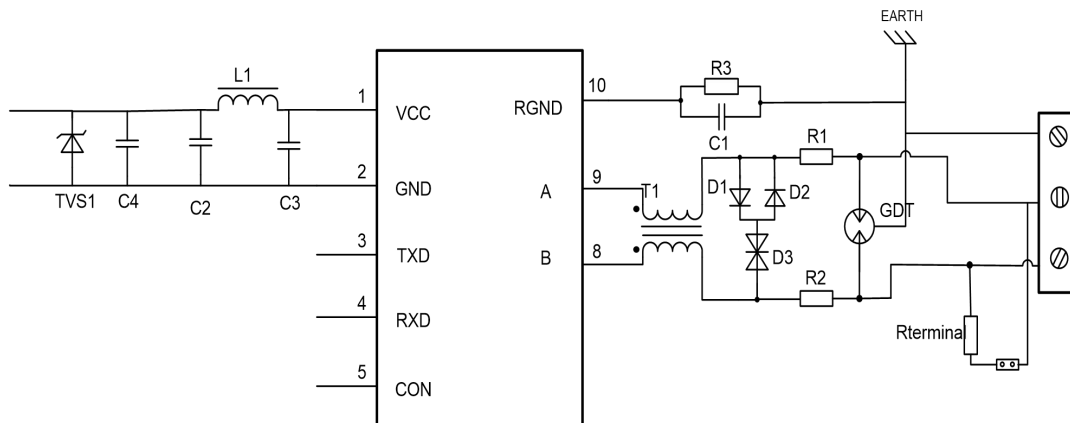 EARTH
L1
R3
10
1
VCC
RGND
C1
R1
2
9
T1
D1
D2
TVS1
C4
C2
C3
GND
A
GDT
3
8
TXD
B
D3
R2
4
RXD
Rterminal
5
CON